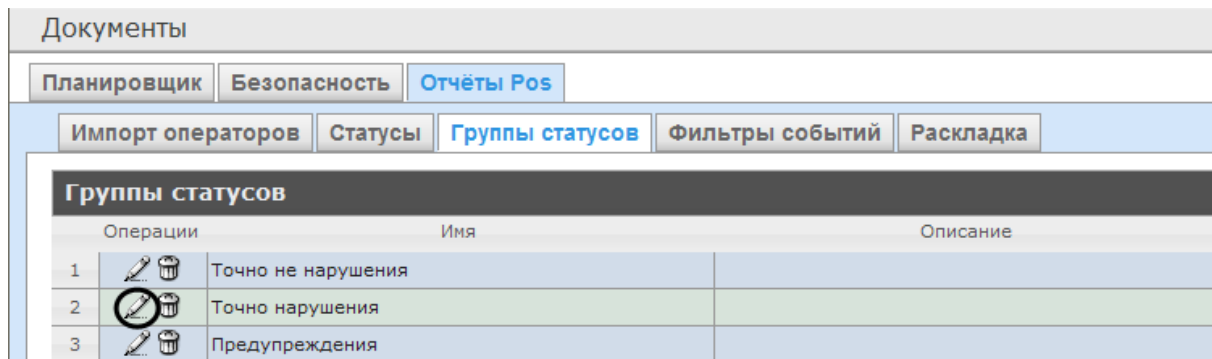 Документы
Планировщик Безопасность Отчёты Pos
Импорт операторов Статусы Группы статусов Фильтры событий Раскладка
Группы статусов
Операции Имя Описание
1 Точно не нарушения
2 Точно нарушения
3 Предупреждения